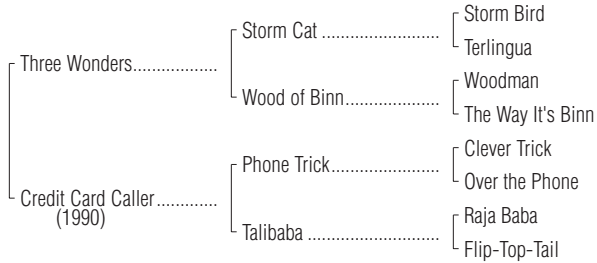 Storm Bird
Storm Cat ........................
Terlingua
Three Wonders.................
Woodman
Wood of Binn...................
The Way It's Binn
Clever Trick
Phone Trick......................
Over the Phone
Credit Card Caller............
(1990)
Raja Baba
Talibaba ..........................
Flip-Top-Tail